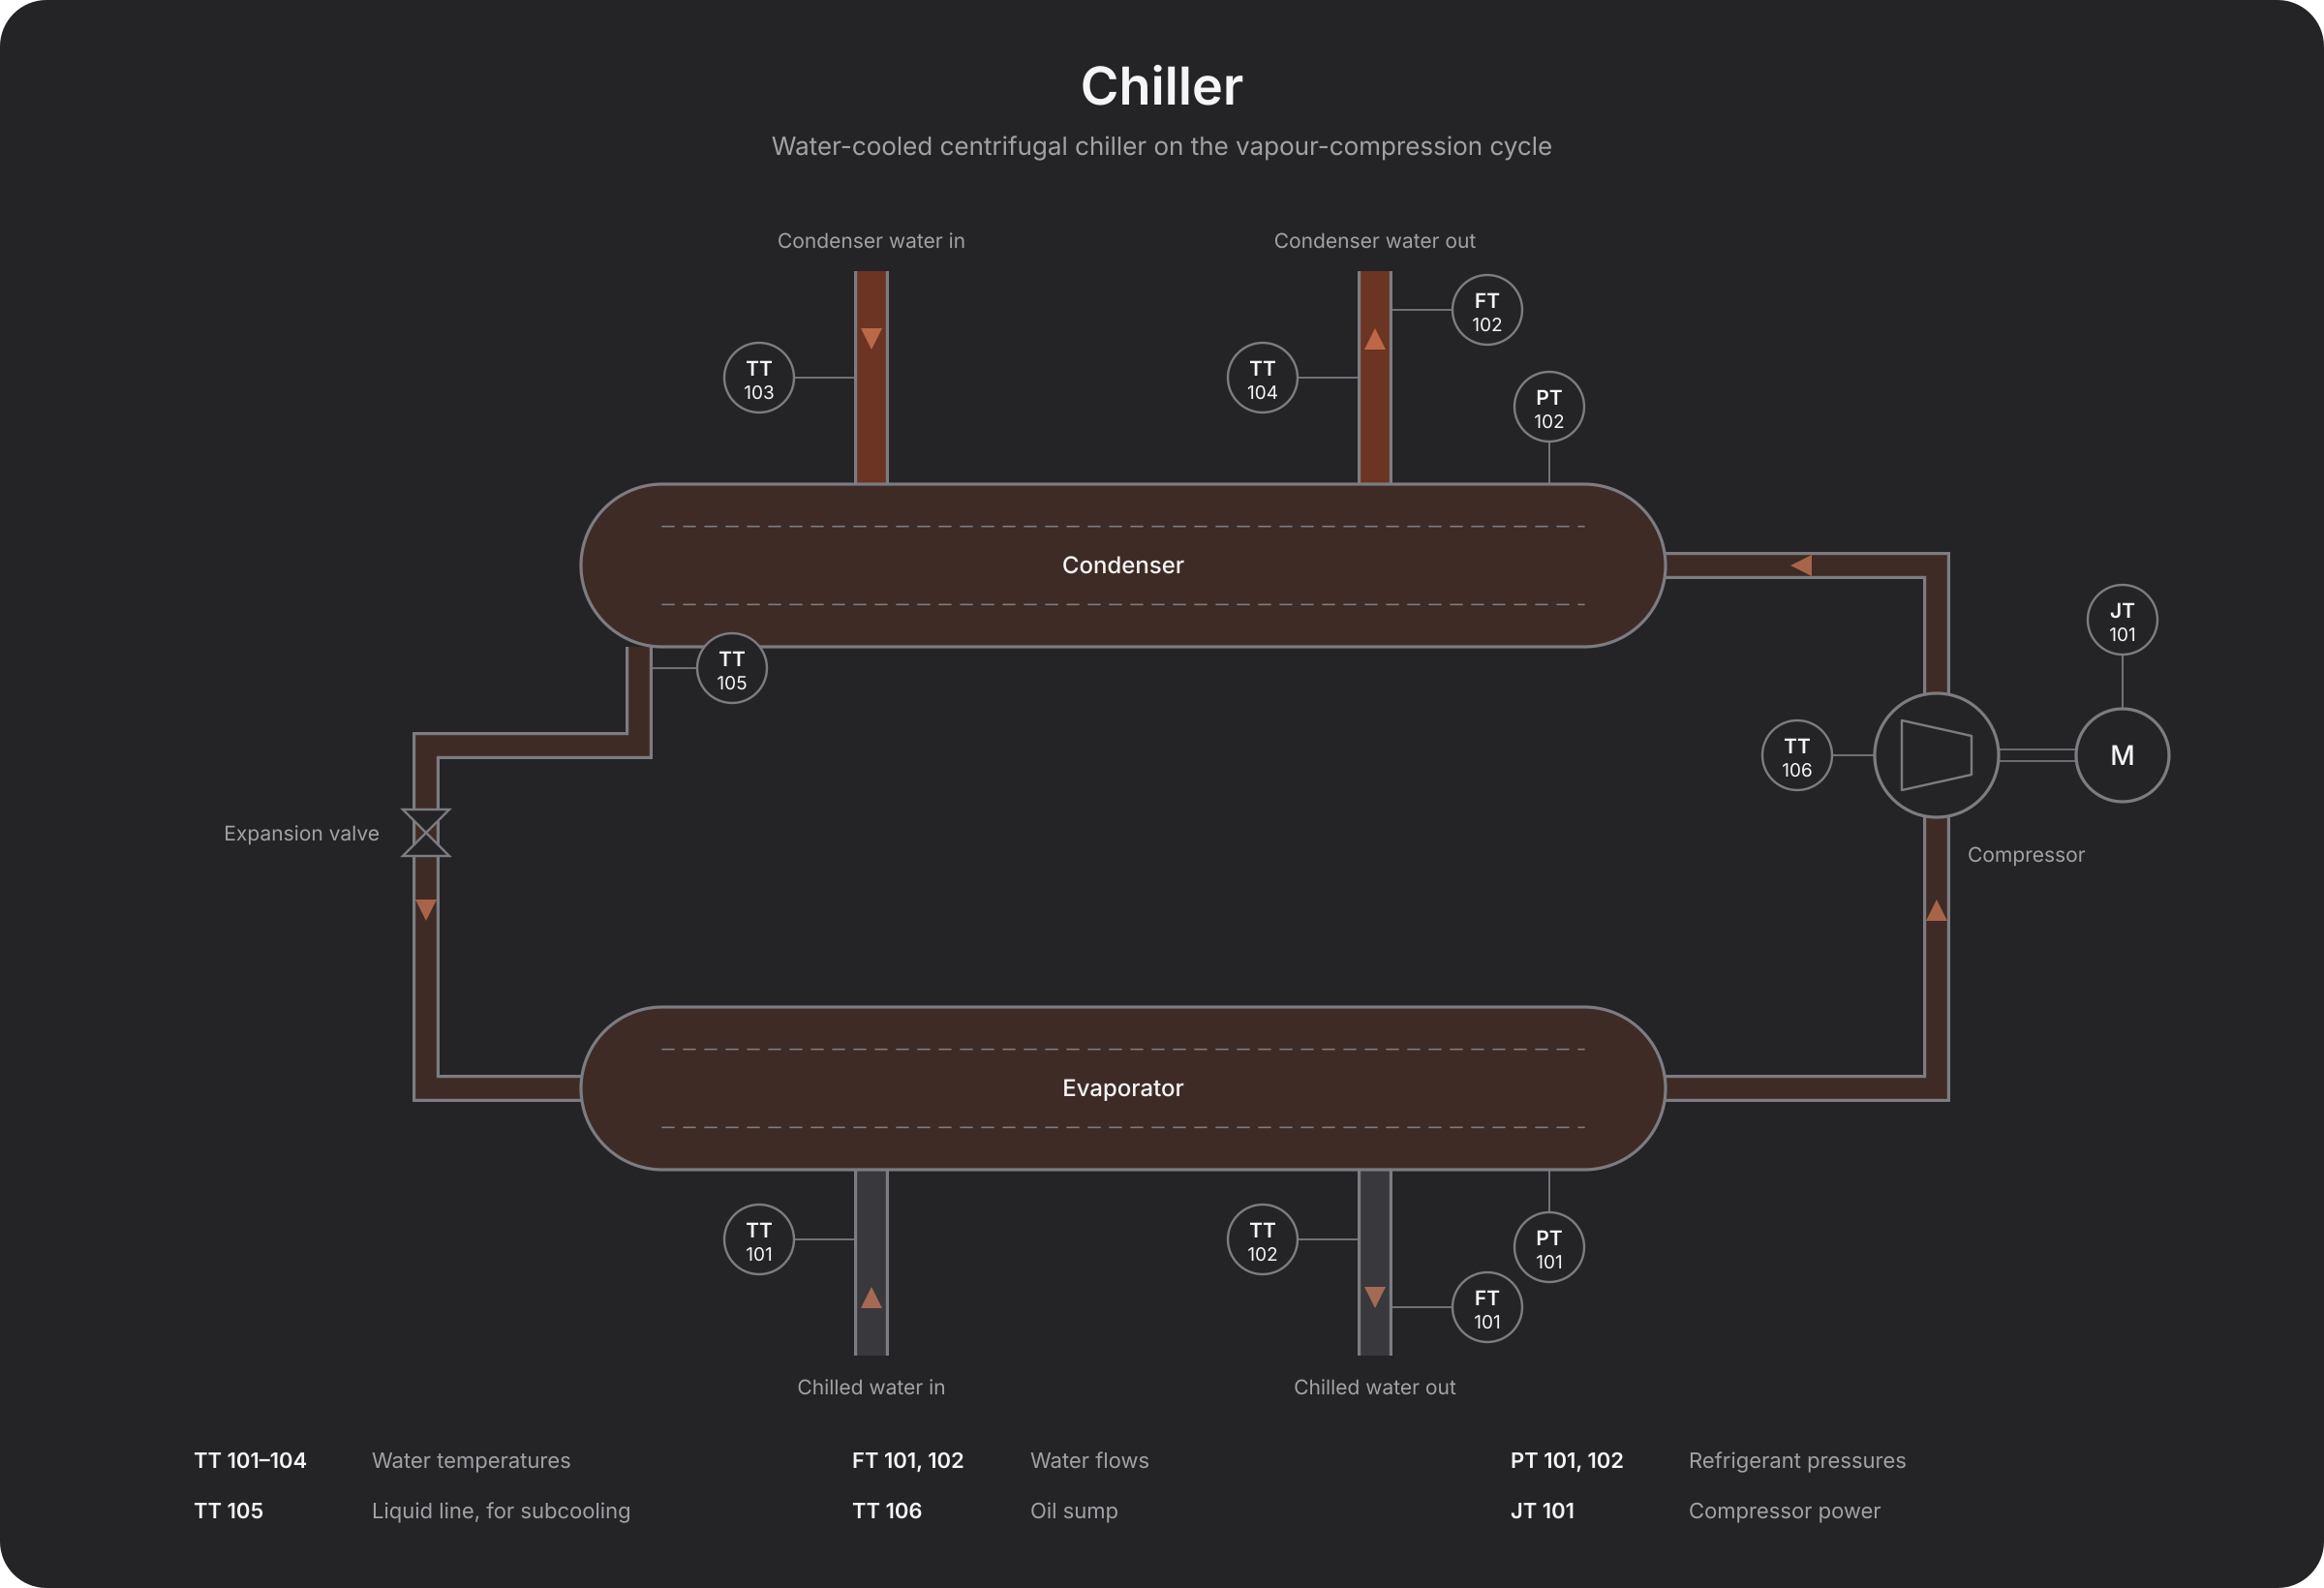 Chiller
Water-cooled centrifugal chiller on the vapour-compression cycle
Condenser water in
Condenser water out
FT
102
TT
103
TT
104
PT
102
Condenser
JT
101
TT
105
TT
106
M
Expansion valve
Compressor
Evaporator
TT
101
TT
102
PT
101
FT
101
Chilled water in
Chilled water out
TT 101–104 Water temperatures
FT 101, 102 Water flows
PT 101, 102 Refrigerant pressures
TT 105 Liquid line, for subcooling
TT 106 Oil sump
JT 101 Compressor power